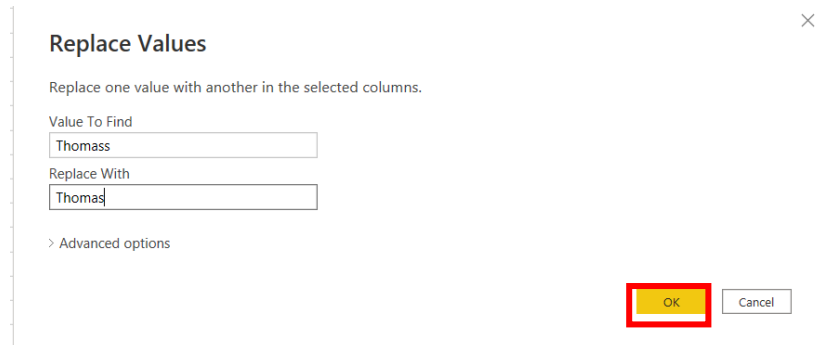 Replace Values
Replace one value with another in the selected columns.
Value To Find
Thomass
Replace With
Thomas
Advanced options
OK
Cancel